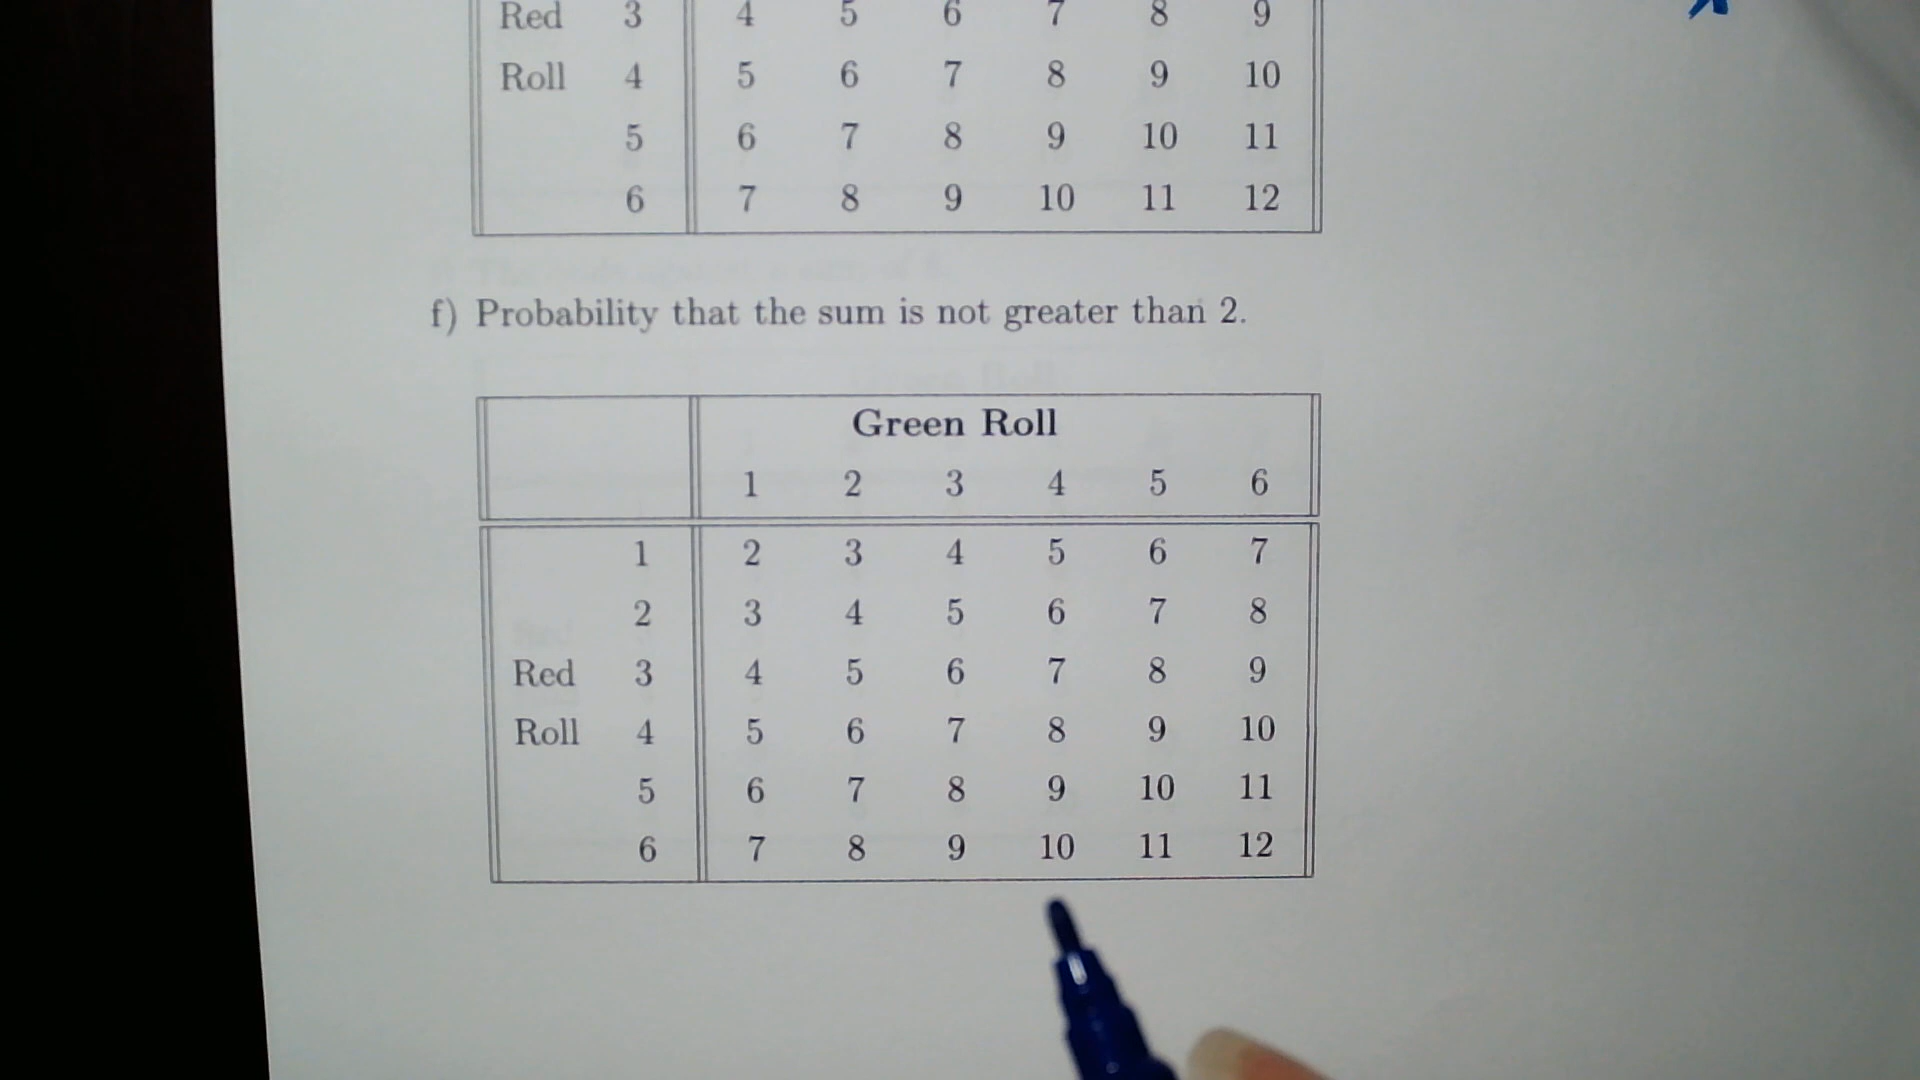 Red 3 4 5 6 7 8 9
Roll 4 5 6 7 8 9 10
5 6 7 8 9 10 11
6 7 8 9 10 11 12
f) Probability that the sum is not greater than 2.
Green Roll
1 2 3 4 5 6
1 2 3 4 5 6 7
2 3 4 5 6 7 8
Red 3 4 5 6 7 8 9
Roll 4 5 6 7 8 9 10
5 6 7 8 9 10 11
6 7 8 9 10 11 12